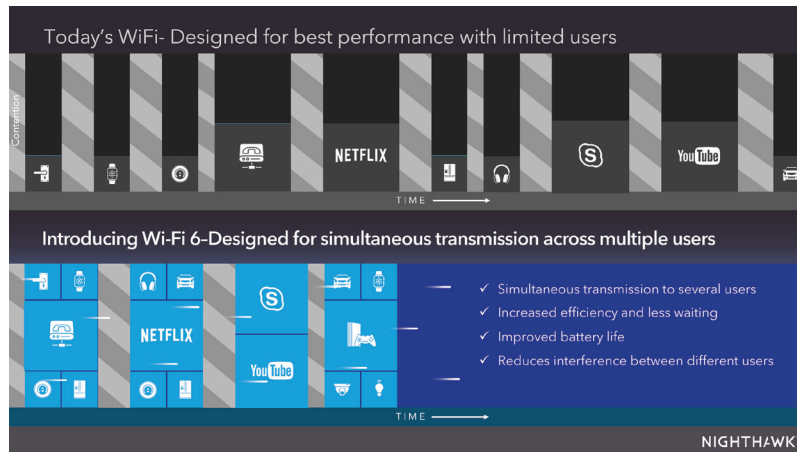 Today's WiFi- Designed for best performance with limited users
Contention
NETFLIX
S
YouTube
TIME
Introducing Wi-Fi 6–Designed for simultaneous transmission across multiple users
NETFLIX
S
YouTube
✓ Simultaneous transmission to several users
✓ Increased efficiency and less waiting
✓ Improved battery life
✓ Reduces interference between different users
TIME
NIGHTHAWK